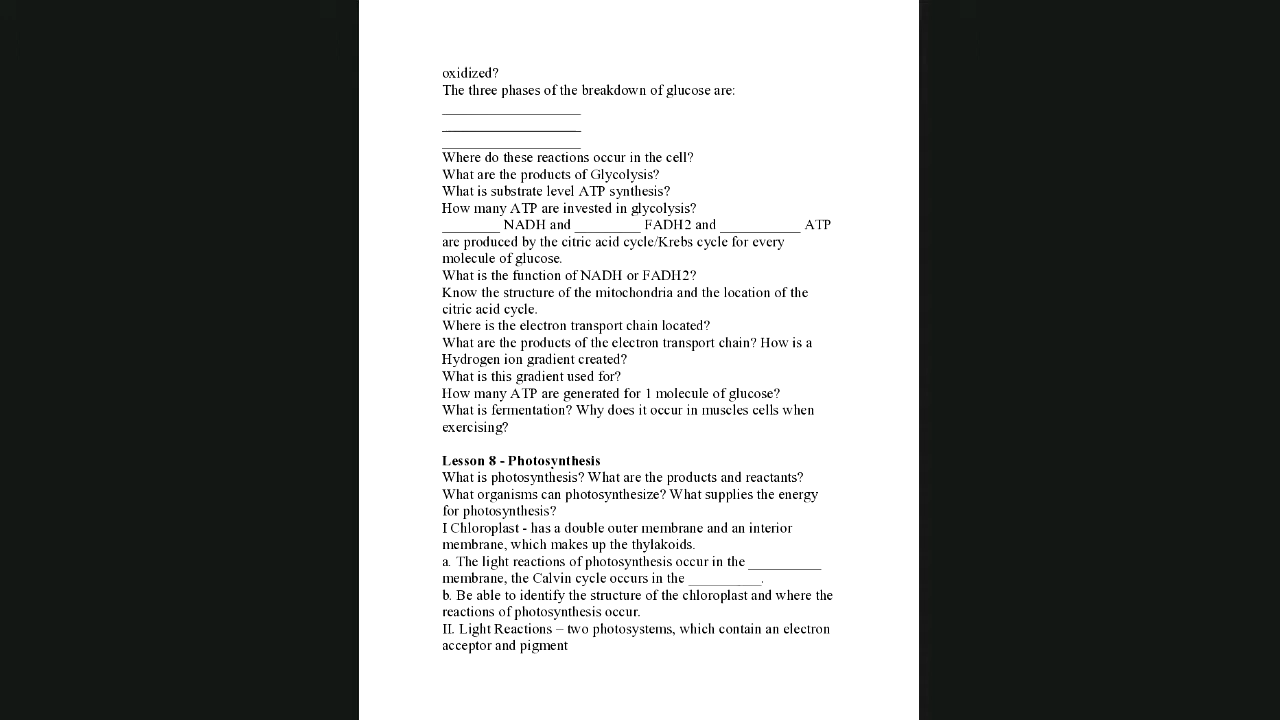 oxidized?
The three phases of the breakdown of glucose are:
___________________
___________________
___________________
Where do these reactions occur in the cell?
What are the products of Glycolysis?
What is substrate level ATP synthesis?
How many ATP are invested in glycolysis?
________ NADH and _________ FADH2 and ___________ ATP
are produced by the citric acid cycle/Krebs cycle for every
molecule of glucose.
What is the function of NADH or FADH2?
Know the structure of the mitochondria and the location of the
citric acid cycle.
Where is the electron transport chain located?
What are the products of the electron transport chain? How is a
Hydrogen ion gradient created?
What is this gradient used for?
How many ATP are generated for 1 molecule of glucose?
What is fermentation? Why does it occur in muscles cells when
exercising?
Lesson 8 - Photosynthesis
What is photosynthesis? What are the products and reactants?
What organisms can photosynthesize? What supplies the energy
for photosynthesis?
I Chloroplast - has a double outer membrane and an interior
membrane, which makes up the thylakoids.
a. The light reactions of photosynthesis occur in the __________
membrane, the Calvin cycle occurs in the __________.
b. Be able to identify the structure of the chloroplast and where the
reactions of photosynthesis occur.
II. Light Reactions – two photosystems, which contain an electron
acceptor and pigment